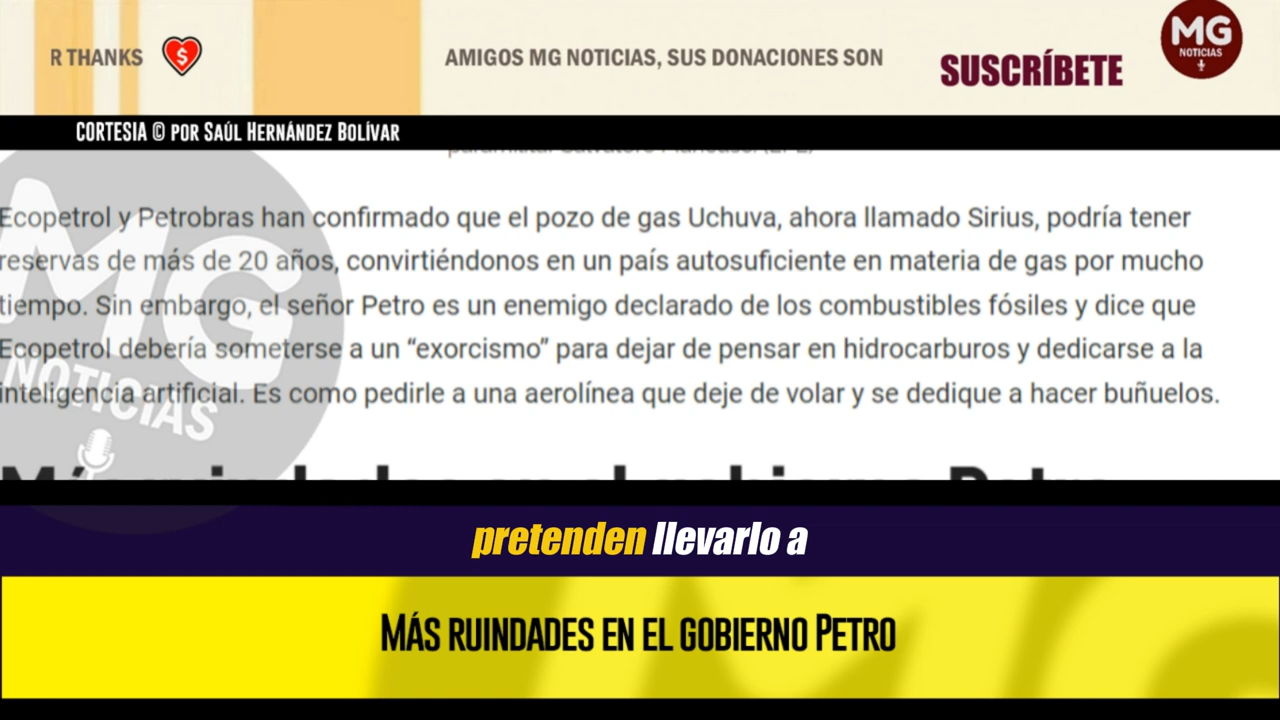 R THANKS
AMIGOS MG NOTICIAS, SUS DONACIONES SON
SUSCRÍBETE
MG
NOTICIAS
CORTESIA © POR SAÚL HERNÁNDEZ BOLÍVAR
Ecopetrol y Petrobras han confirmado que el pozo de gas Uchuva, ahora llamado Sirius, podría tener
reservas de más de 20 años, convirtiéndonos en un país autosuficiente en materia de gas por mucho
tiempo. Sin embargo, el señor Petro es un enemigo declarado de los combustibles fósiles y dice que
Ecopetrol debería someterse a un “exorcismo” para dejar de pensar en hidrocarburos y dedicarse a la
inteligencia artificial. Es como pedirle a una aerolínea que deje de volar y se dedique a hacer buñuelos.
MG
NOTICIAS
pretenden llevarlo a
MÁS RUINDADES EN EL GOBIERNO PETRO